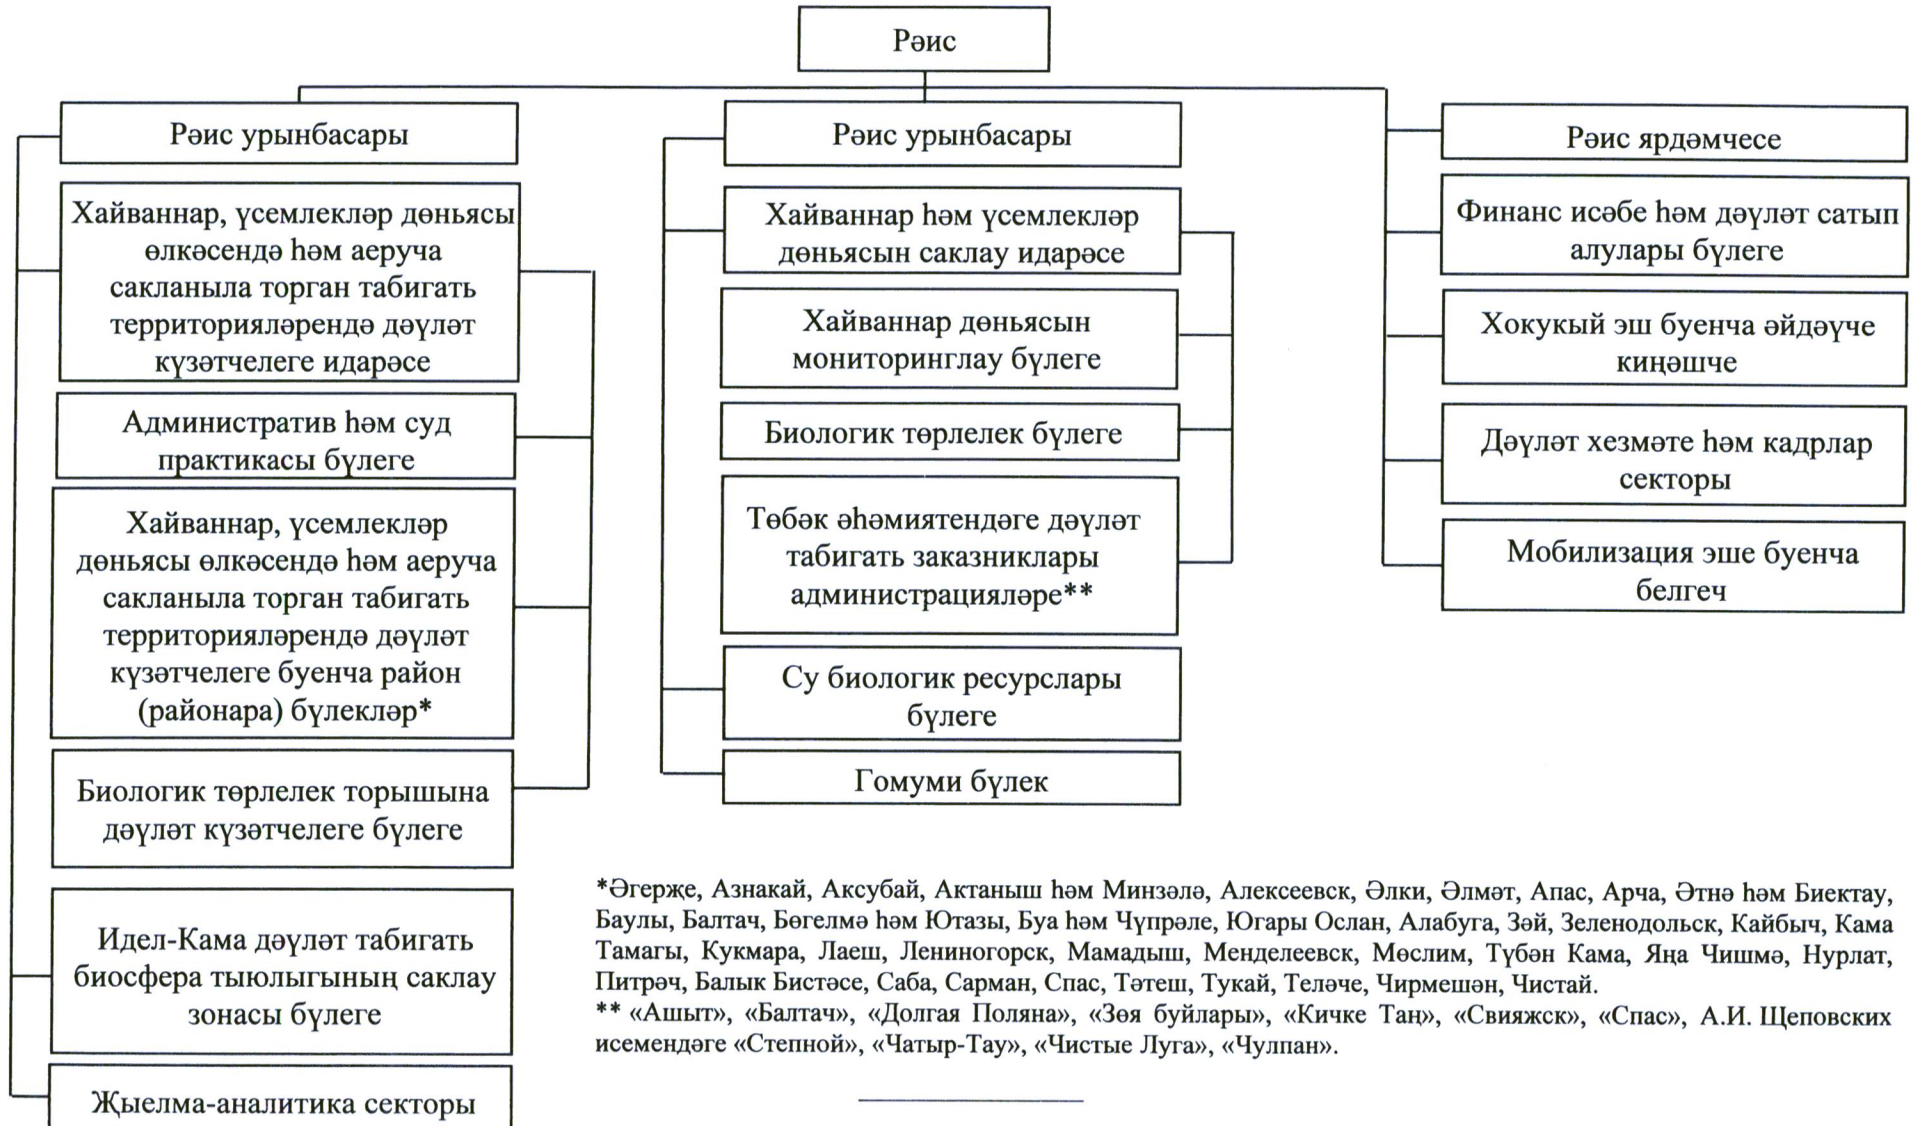 Рәис
Рәис урынбасары
Хайваннар, үсемлекләр дөньясы
өлкәсендә һәм аеруча
сакланыла торган табигать
территорияләрендә дәүләт
күзәтчелеге идарәсе
Административ һәм суд
практикасы бүлеге
Хайваннар, үсемлекләр
дөньясы өлкәсендә һәм аеруча
сакланыла торган табигать
территорияләрендә дәүләт
күзәтчелеге буенча район
(районара) бүлекләр*
Биологик төрлелек торышына
дәүләт күзәтчелеге бүлеге
Идел-Кама дәүләт табигать
биосфера тыюлыгының саклау
зонасы бүлеге
Җыелма-аналитика секторы
Рәис урынбасары
Хайваннар һәм үсемлекләр
дөньясын саклау идарәсе
Хайваннар дөньясын
мониторинглау бүлеге
Биологик төрлелек бүлеге
Төбәк әһәмиятендәге дәүләт
табигать заказниклары
администрацияләре**
Су биологик ресурслары
бүлеге
Гомуми бүлек
Рәис ярдәмчесе
Финанс исәбе һәм дәүләт сатып
алулары бүлеге
Хокукый эш буенча әйдәүче
киңәшче
Дәүләт хезмәте һәм кадрлар
секторы
Мобилизация эше буенча
белгеч
*Әгерҗе, Азнакай, Аксубай, Актаныш һәм Минзәлә, Алексеевск, Әлки, Әлмәт, Апас, Арча, Әтнә һәм Биектау,
Баулы, Балтач, Бөгелмә һәм Ютазы, Буа һәм Чүпрәле, Югары Ослан, Алабуга, Зәй, Зеленодольск, Кайбыч, Кама
Тамагы, Кукмара, Лаеш, Лениногорск, Мамадыш, Менделеевск, Мөслим, Түбән Кама, Яңа Чишмә, Нурлат,
Питрәч, Балык Бистәсе, Саба, Сарман, Спас, Тәтеш, Тукай, Теләче, Чирмешән, Чистай.
** «Ашыт», «Балтач», «Долгая Поляна», «Зөя буйлары», «Кичке Таң», «Свияжск», «Спас», А.И. Щеповских
исемендәге «Степной», «Чатыр-Тау», «Чистые Луга», «Чулпан».